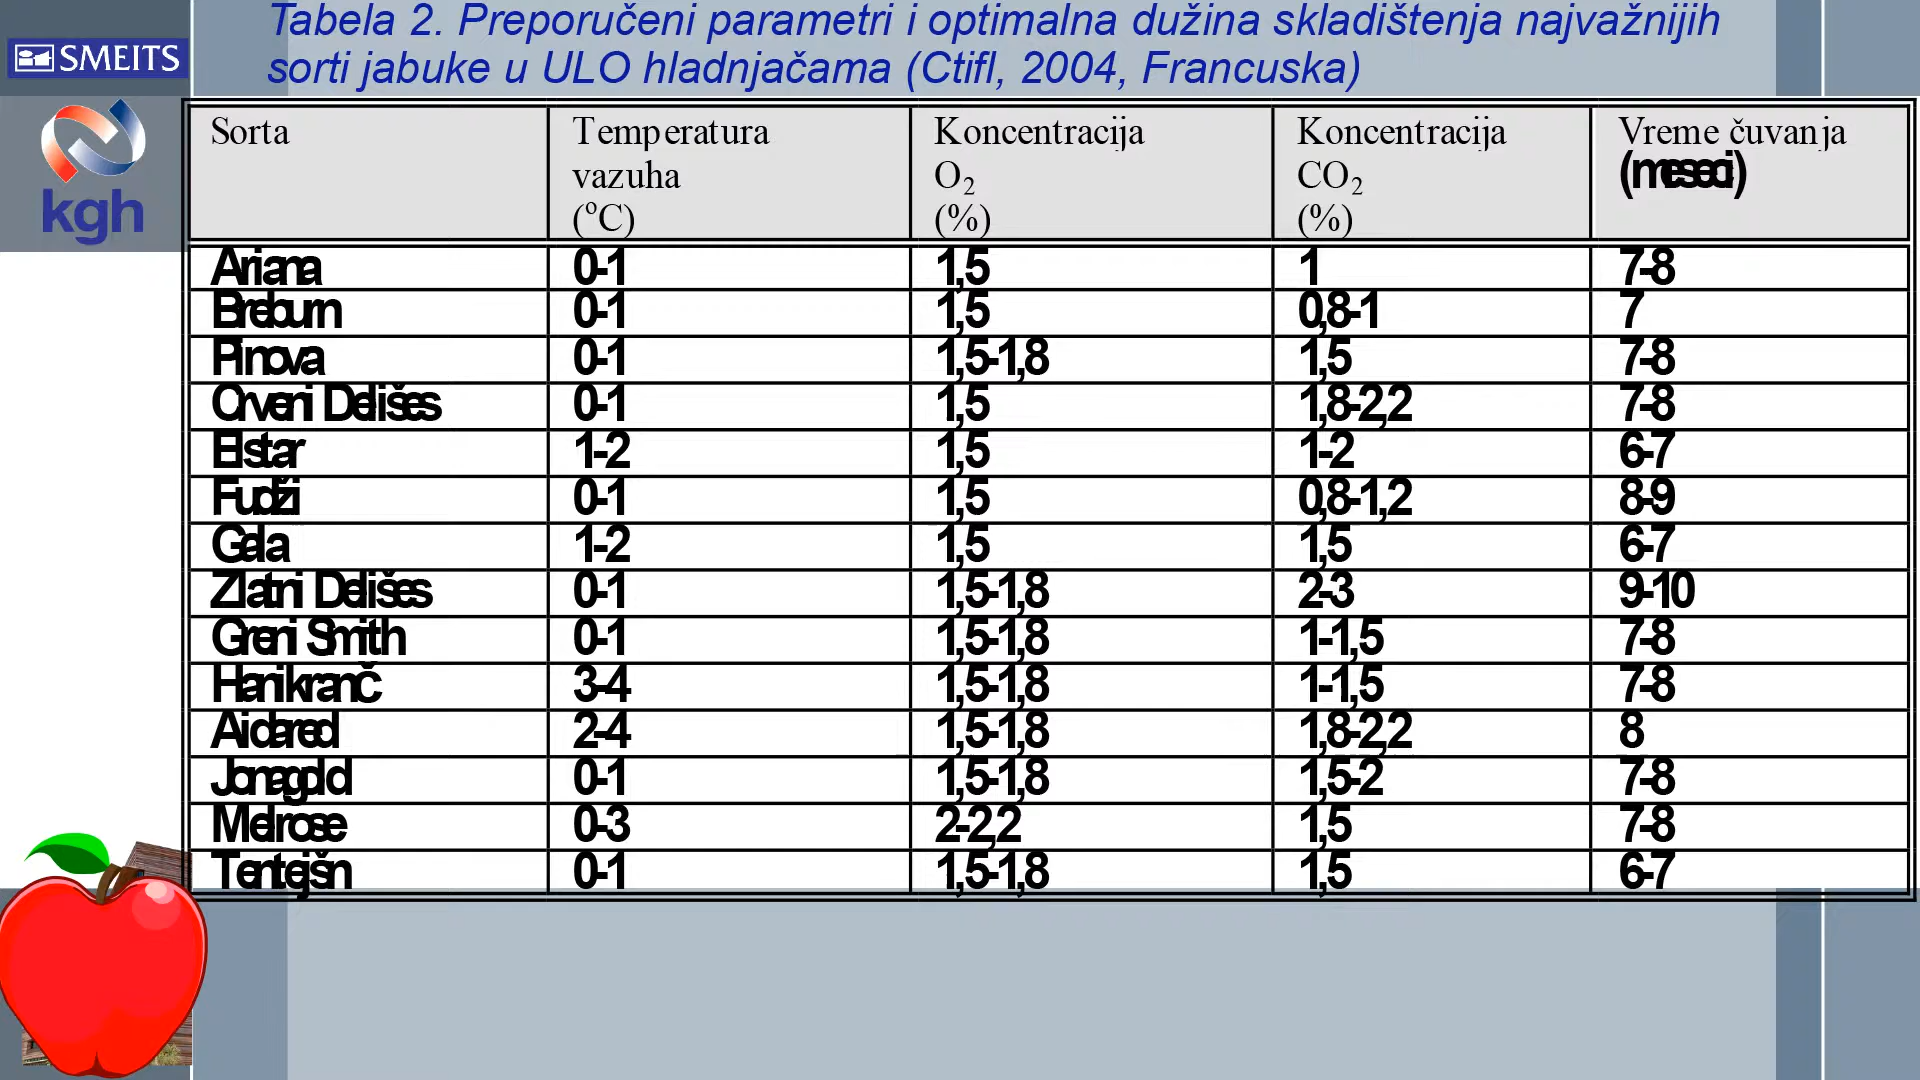 Tabela 2. Preporučeni parametri i optimalna dužina skladištenja najvažnijih
sorti jabuke u ULO hladnjačama (Ctifl, 2004, Francuska)
SMEITS
kgh
Sorta Temperatura vazuha (ºC) Koncentracija O₂ (%) Koncentracija CO₂ (%) Vreme čuvanja (meseci)
Ariana 0-1 1,5 1 7-8
Breburn 0-1 1,5 0,8-1 7
Pinova 0-1 1,5-1,8 1,5 7-8
Crveni Delišes 0-1 1,5 1,8-2,2 7-8
Elstar 1-2 1,5 1-2 6-7
Fudži 0-1 1,5 0,8-1,2 8-9
Gala 1-2 1,5 1,5 6-7
Zlatni Delišes 0-1 1,5-1,8 2-3 9-10
Greni Smith 0-1 1,5-1,8 1-1,5 7-8
Hanikranč 3-4 1,5-1,8 1-1,5 7-8
Aidared 2-4 1,5-1,8 1,8-2,2 8
Jonagold 0-1 1,5-1,8 1,5-2 7-8
Melrose 0-3 2-2,2 1,5 7-8
Tentejšn 0-1 1,5-1,8 1,5 6-7